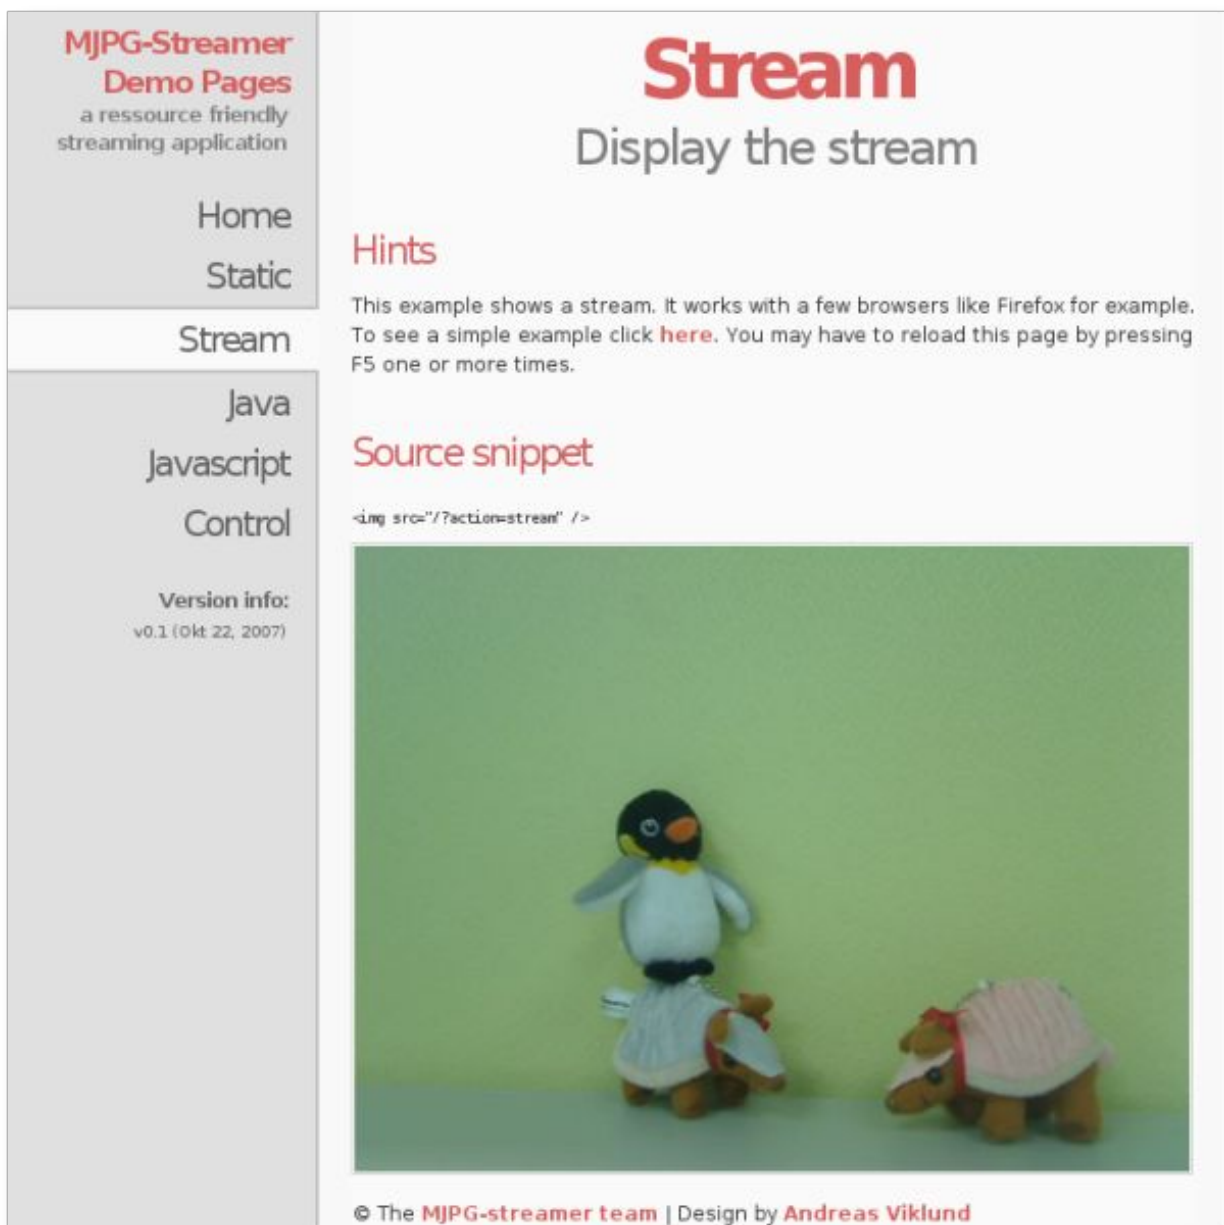 MJPG-Streamer
Demo Pages
a ressource friendly
streaming application
Home
Static
Stream
Java
Javascript
Control
Version info:
v0.1 (Okt 22, 2007)
Stream
Display the stream
Hints
This example shows a stream. It works with a few browsers like Firefox for example.
To see a simple example click here. You may have to reload this page by pressing
F5 one or more times.
Source snippet
<img src="/?action=stream" />
© The MJPG-streamer team | Design by Andreas Viklund